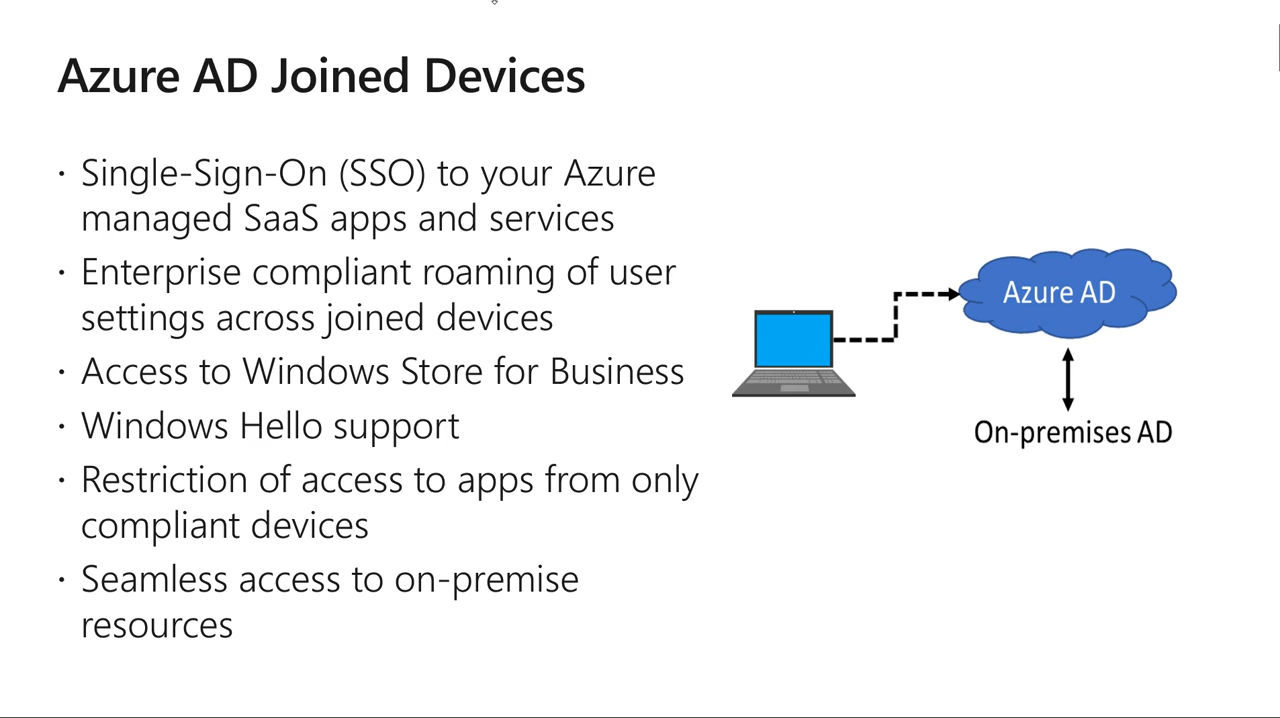 Azure AD Joined Devices
· Single-Sign-On (SSO) to your Azure
managed SaaS apps and services
· Enterprise compliant roaming of user
settings across joined devices
· Access to Windows Store for Business
· Windows Hello support
· Restriction of access to apps from only
compliant devices
· Seamless access to on-premise
resources
Azure AD
On-premises AD